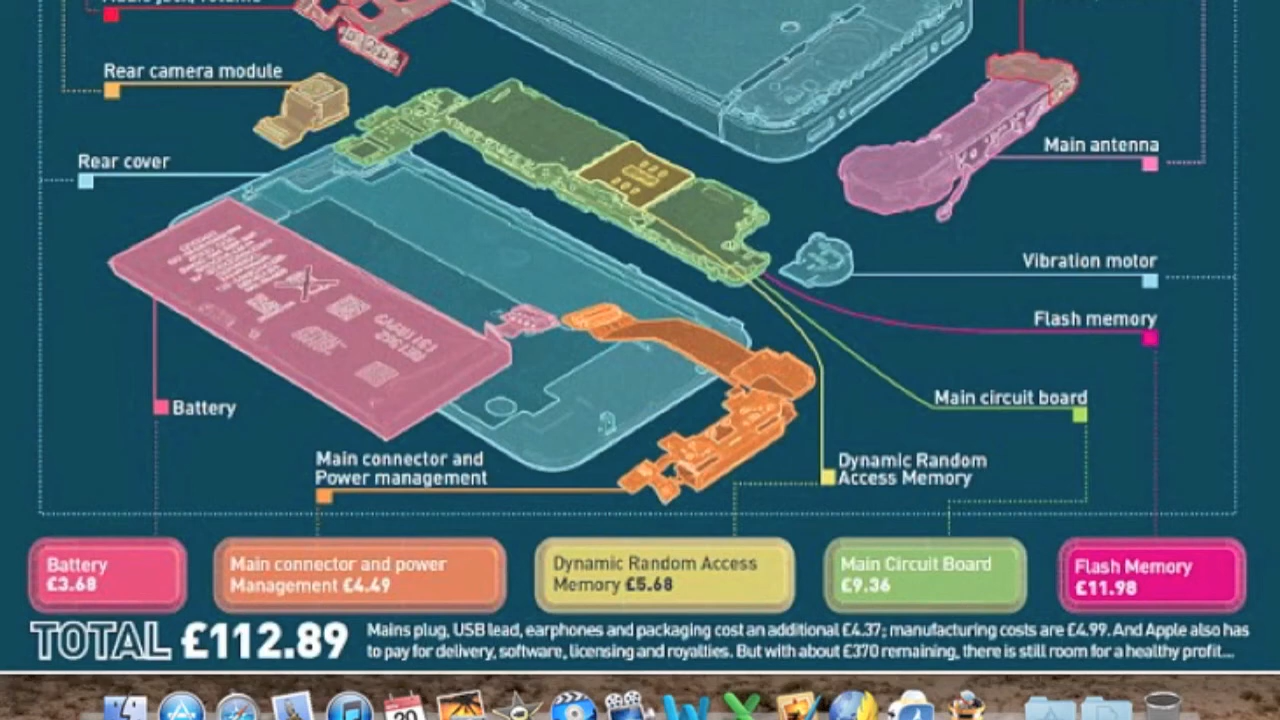 Rear camera module
Rear cover
Main antenna
Vibration motor
Flash memory
Main circuit board
Battery
Main connector and
Power management
Dynamic Random
Access Memory
Battery
£3.68
Main connector and power
Management £4.49
Dynamic Random Access
Memory £5.68
Main Circuit Board
£9.36
Flash Memory
£11.98
TOTAL £112.89
Mains plug, USB lead, earphones and packaging cost an additional £4.37; manufacturing costs are £4.99. And Apple also has
to pay for delivery, software, licensing and royalties. But with about £370 remaining, there is still room for a healthy profit...